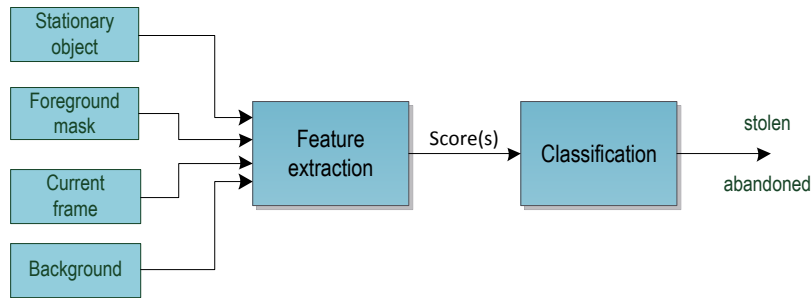 Stationary
object
Foreground
mask
Current
frame
Background
Feature
extraction
Score(s)
Classification
stolen
abandoned